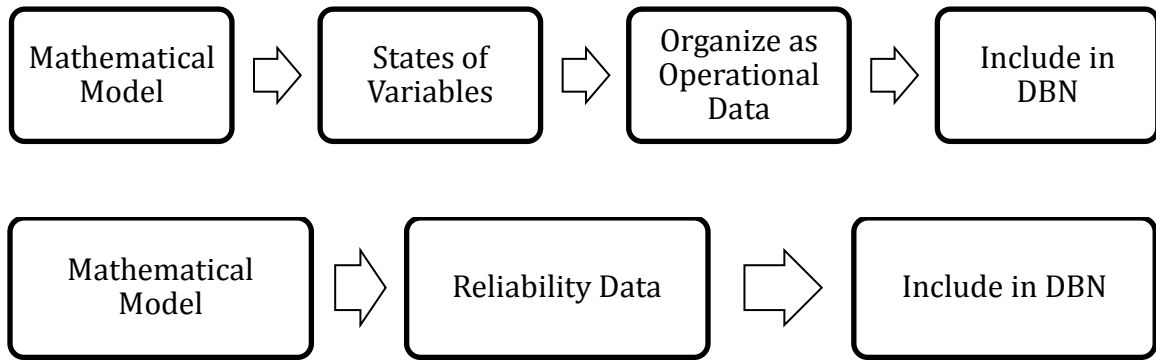 Mathematical
Model
States of
Variables
Organize as
Operational
Data
Include in
DBN
Mathematical
Model
Reliability Data
Include in DBN